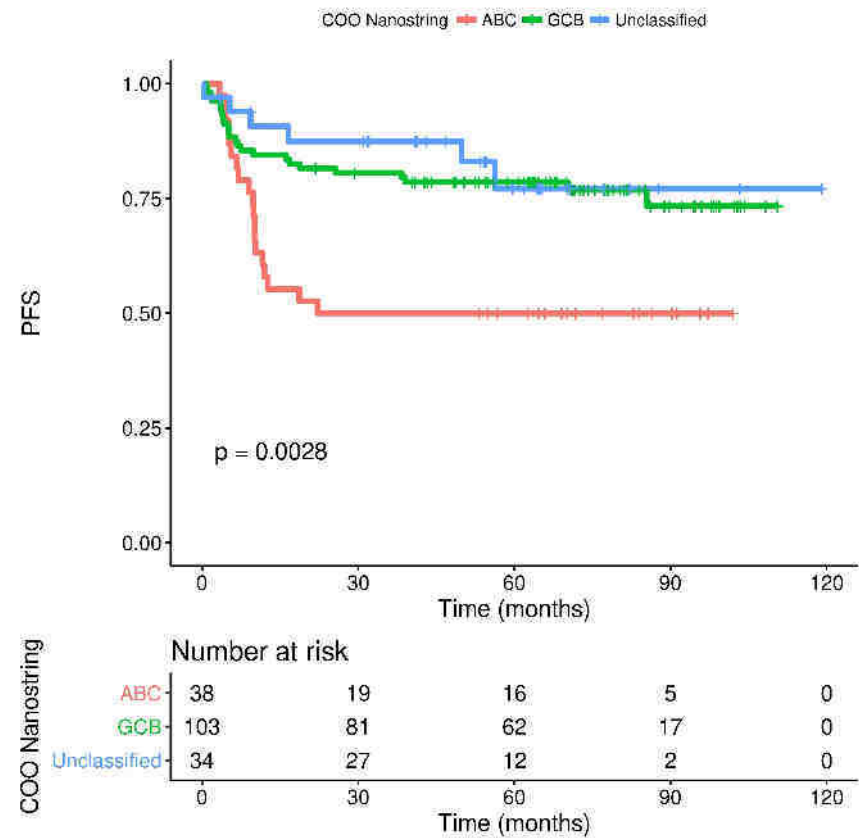 COO Nanostring ABC GCB Unclassified
1.00
0.75
0.50
0.25
0.00
PFS
p = 0.0028
0 30 60 90 120
Time (months)
Number at risk
COO Nanostring
ABC 38 19 16 5 0
GCB 103 81 62 17 0
Unclassified 34 27 12 2 0
0 30 60 90 120
Time (months)